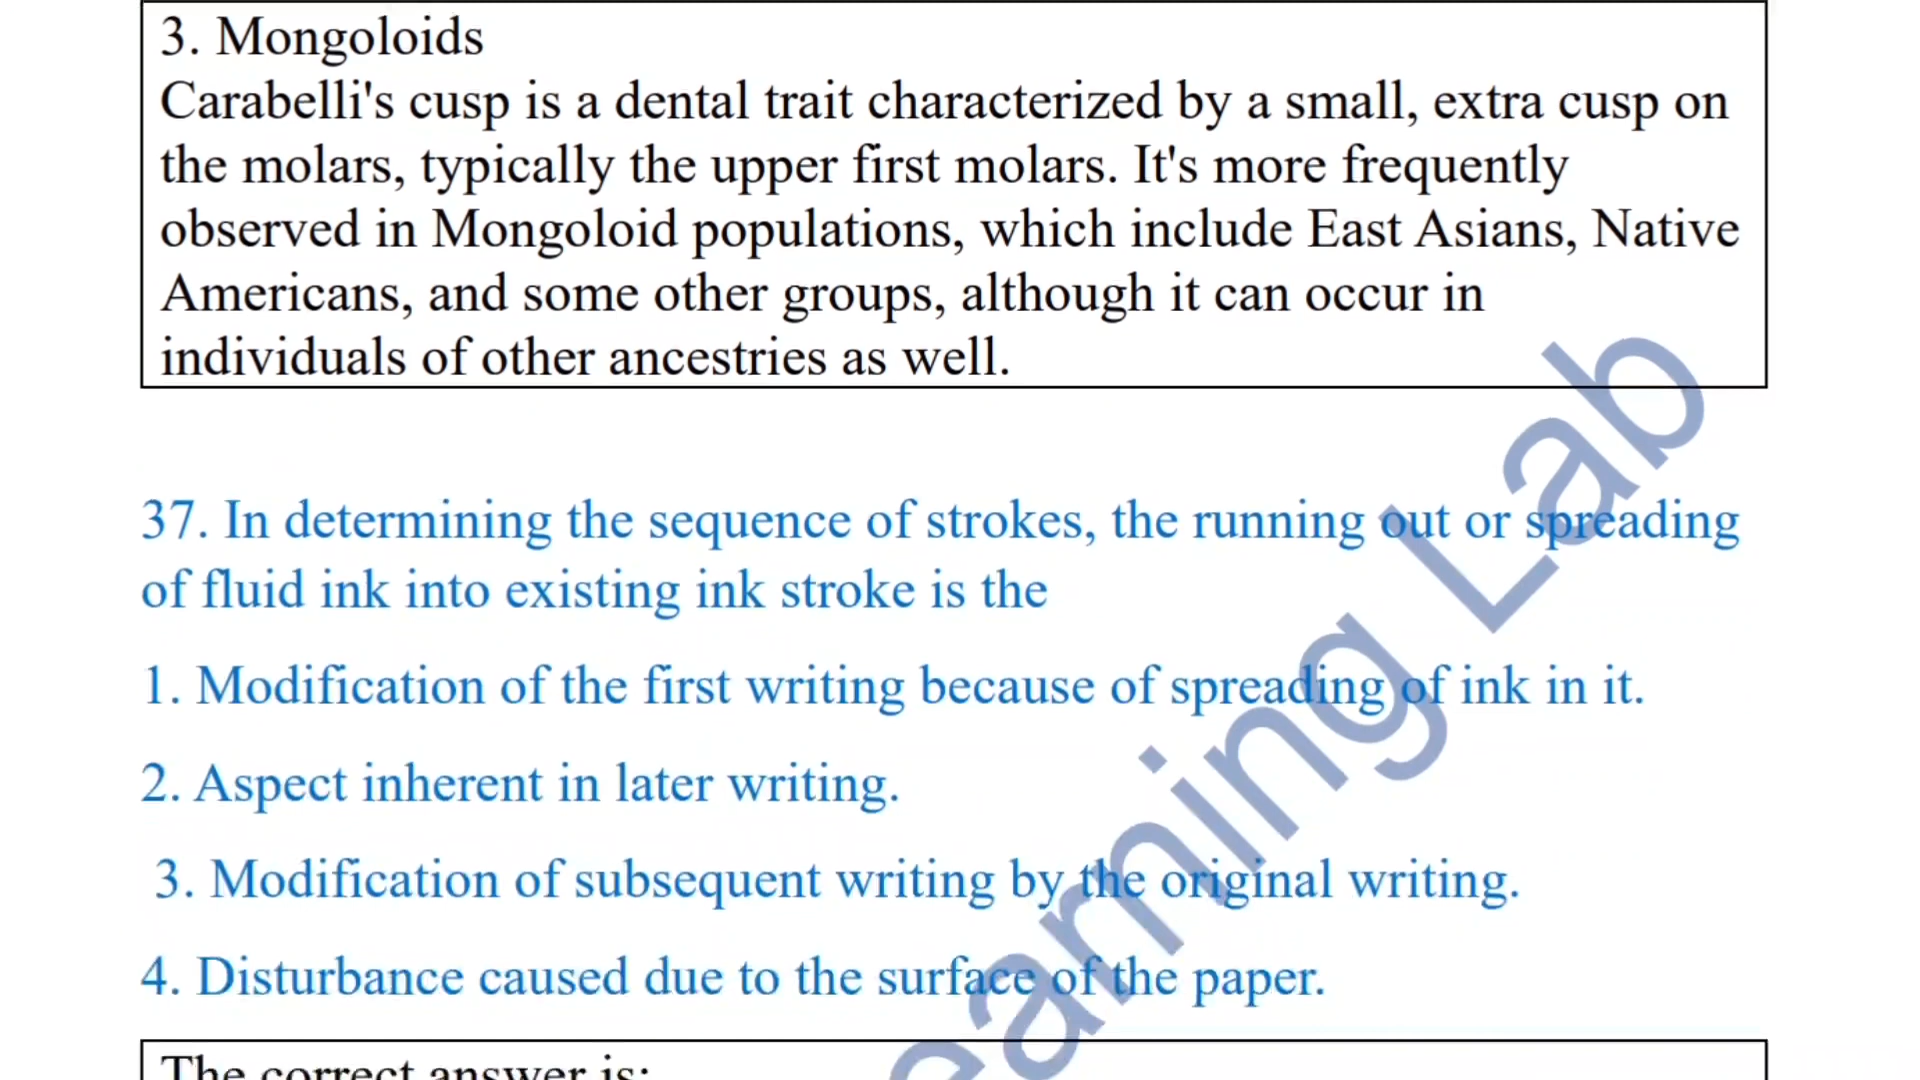 3. Mongoloids
Carabelli's cusp is a dental trait characterized by a small, extra cusp on
the molars, typically the upper first molars. It's more frequently
observed in Mongoloid populations, which include East Asians, Native
Americans, and some other groups, although it can occur in
individuals of other ancestries as well.
37. In determining the sequence of strokes, the running out or spreading
of fluid ink into existing ink stroke is the
1. Modification of the first writing because of spreading of ink in it.
2. Aspect inherent in later writing.
3. Modification of subsequent writing by the original writing.
4. Disturbance caused due to the surface of the paper.
The correct answer is:
earning Lab